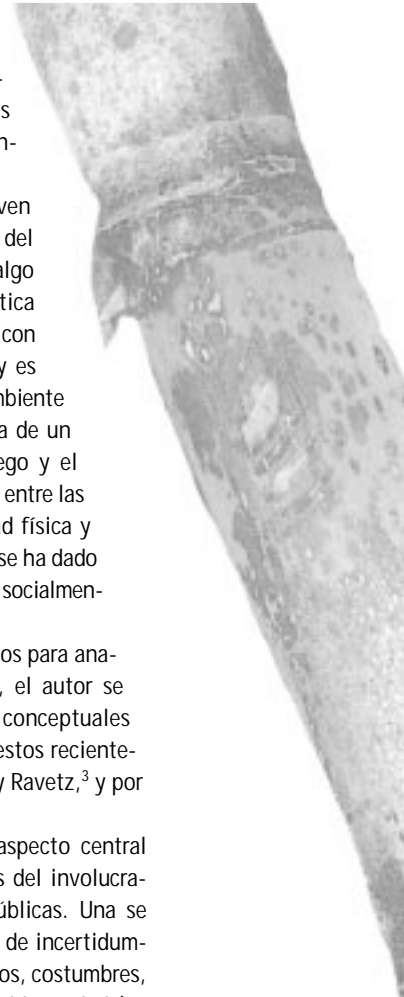 -
s
n-
ven
del
algo
tica
con
y es
nbiente
a de un
ego y el
entre las
ad física y
se ha dado
socialmen-
os para ana-
, el autor se
conceptuales
estos reciente-
y Ravetz,³ y por
aspecto central
s del involucra-
úblicas. Una se
de incertidum-
os, costumbres,